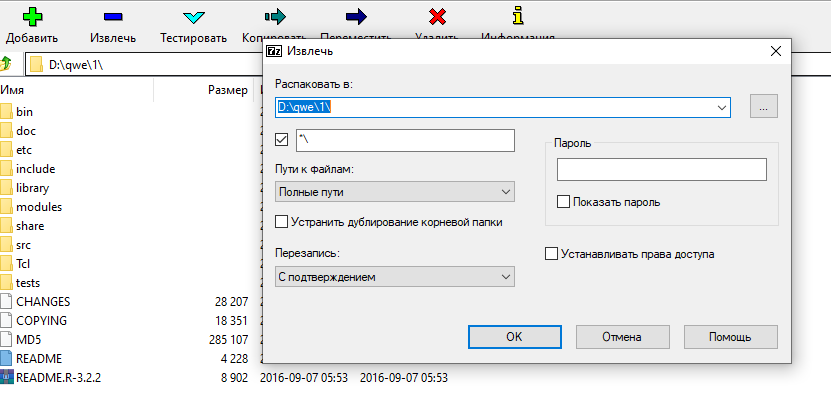 Добавить Извлечь Тестировать Копировать Переместить Удалить Информация
D:\qwe\1\
Имя Размер
bin
doc
etc
include
library
modules
share
src
Tcl
tests
CHANGES 28 207
COPYING 18 351
MD5 285 107
README 4 228
README.R-3.2.2 8 902 2016-09-07 05:53 2016-09-07 05:53
7z Извлечь
Распаковать в:
D:\qwe\1\
...
*\
Пути к файлам:
Полные пути
Устранить дублирование корневой папки
Перезапись:
С подтверждением
Пароль
Показать пароль
Устанавливать права доступа
OK Отмена Помощь